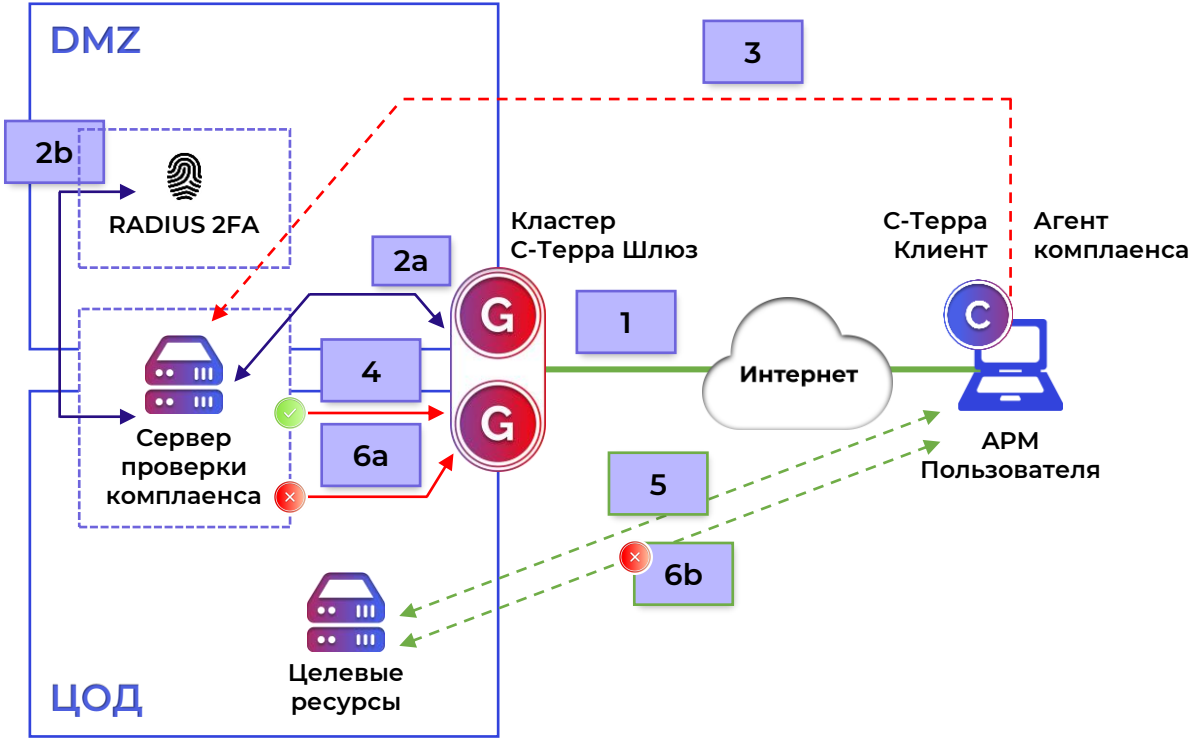 DMZ
3
2b
RADIUS 2FA
Кластер
С-Терра Шлюз
С-Терра
Клиент
Агент
комплаенса
2a
G
C
1
4
Интернет
G
6a
Сервер
проверки
комплаенса
АРМ
Пользователя
5
6b
Целевые
ресурсы
ЦОД